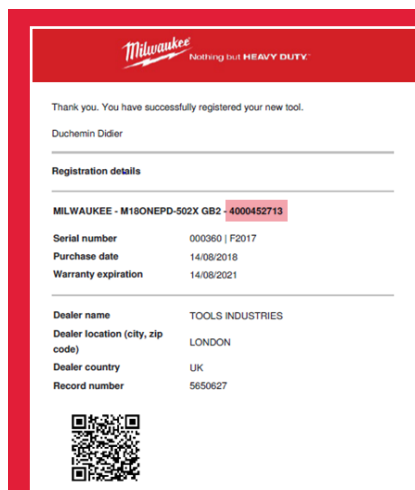 Milwaukee
Nothing but HEAVY DUTY.™
Thank you. You have successfully registered your new tool.
Duchemin Didier
Registration details
MILWAUKEE - M18ONEPD-502X GB2 - 4000452713
Serial number 000360 | F2017
Purchase date 14/08/2018
Warranty expiration 14/08/2021
Dealer name TOOLS INDUSTRIES
Dealer location (city, zip
code) LONDON
Dealer country UK
Record number 5650627